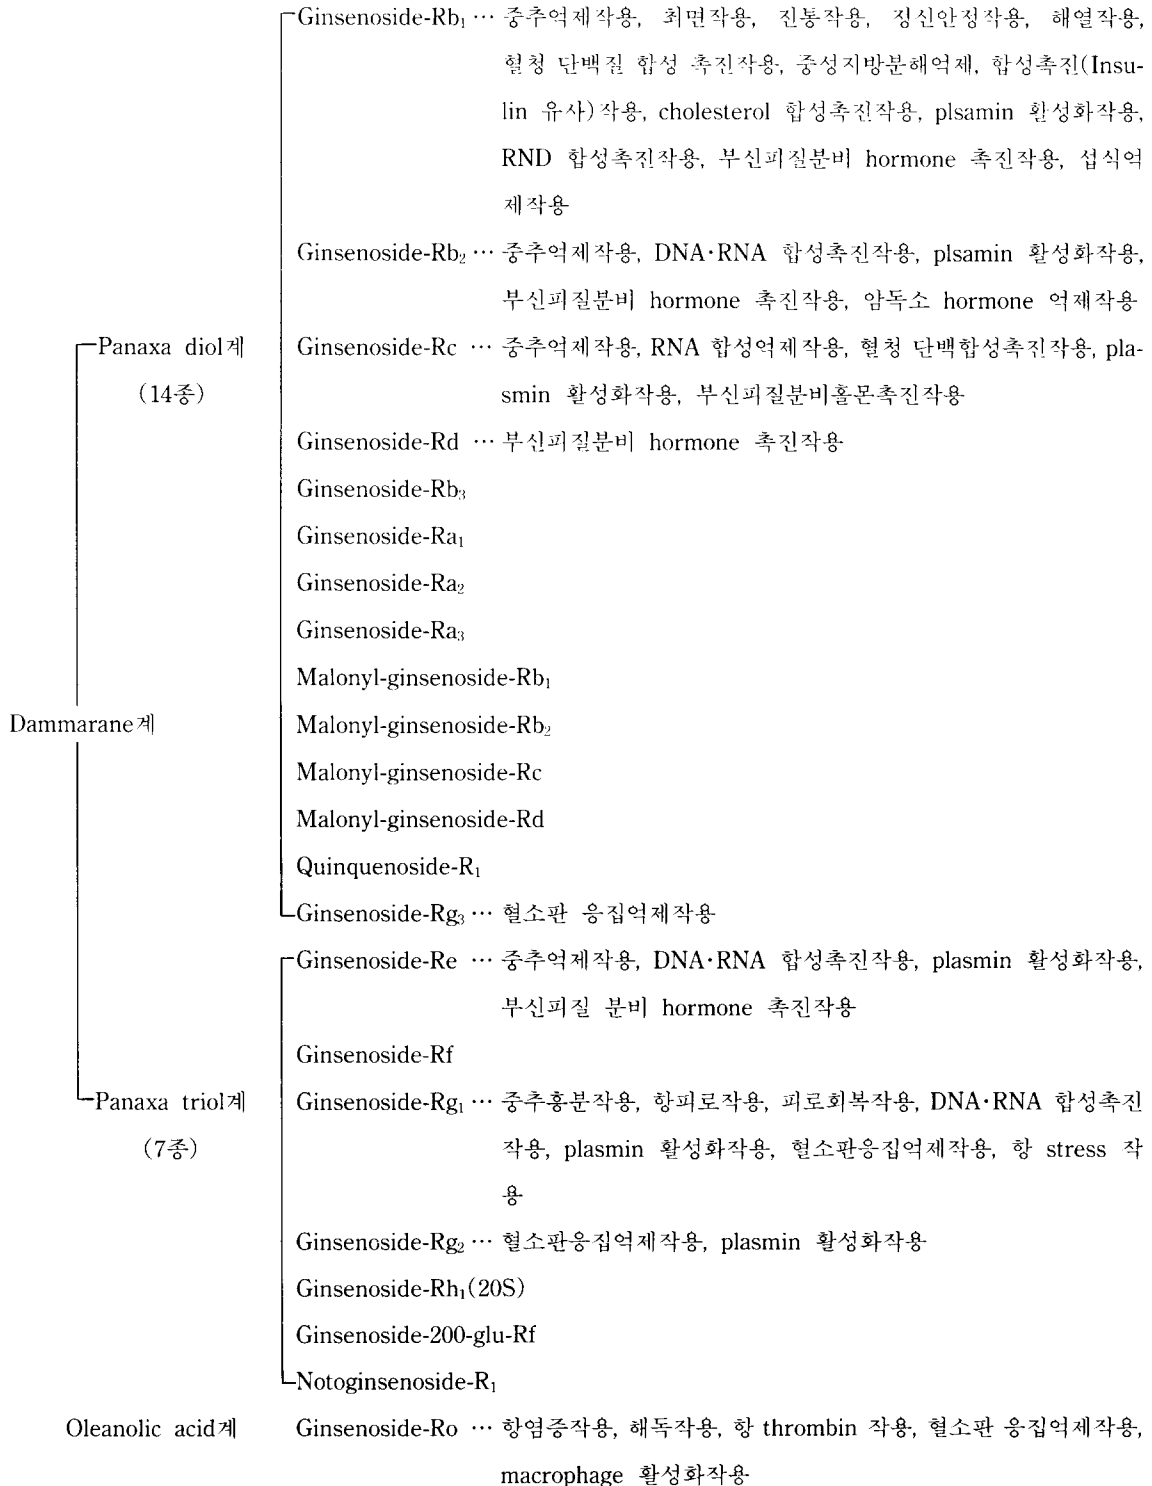 Ginsenoside-Rb₁ … 중추억제작용, 최면작용, 진통작용, 정신안정작용, 해열작용,
혈청 단백질 합성 촉진작용, 중성지방분해억제, 합성촉진(Insu-
lin 유사)작용, cholesterol 합성촉진작용, plsamin 활성화작용,
RND 합성촉진작용, 부신피질분비 hormone 촉진작용, 섭식억
제작용
Ginsenoside-Rb₂ … 중추억제작용, DNA·RNA 합성촉진작용, plsamin 활성화작용,
부신피질분비 hormone 촉진작용, 암독소 hormone 억제작용
Panaxa diol계 Ginsenoside-Rc … 중추억제작용, RNA 합성억제작용, 혈청 단백합성촉진작용, pla-
(14종) smin 활성화작용, 부신피질분비홀몬촉진작용
Ginsenoside-Rd … 부신피질분비 hormone 촉진작용
Ginsenoside-Rb₃
Ginsenoside-Ra₁
Ginsenoside-Ra₂
Ginsenoside-Ra₃
Malonyl-ginsenoside-Rb₁
Dammarane계 Malonyl-ginsenoside-Rb₂
Malonyl-ginsenoside-Rc
Malonyl-ginsenoside-Rd
Quinquenoside-R₁
Ginsenoside-Rg₃ … 혈소판 응집억제작용
Ginsenoside-Re … 중추억제작용, DNA·RNA 합성촉진작용, plasmin 활성화작용,
부신피질 분비 hormone 촉진작용
Ginsenoside-Rf
Panaxa triol계 Ginsenoside-Rg₁ … 중추흥분작용, 항피로작용, 피로회복작용, DNA·RNA 합성촉진
(7종) 작용, plasmin 활성화작용, 혈소판응집억제작용, 항 stress 작
용
Ginsenoside-Rg₂ … 혈소판응집억제작용, plasmin 활성화작용
Ginsenoside-Rh₁(20S)
Ginsenoside-200-glu-Rf
Notoginsenoside-R₁
Oleanolic acid계 Ginsenoside-Ro … 항염증작용, 해독작용, 항 thrombin 작용, 혈소판 응집억제작용,
macrophage 활성화작용